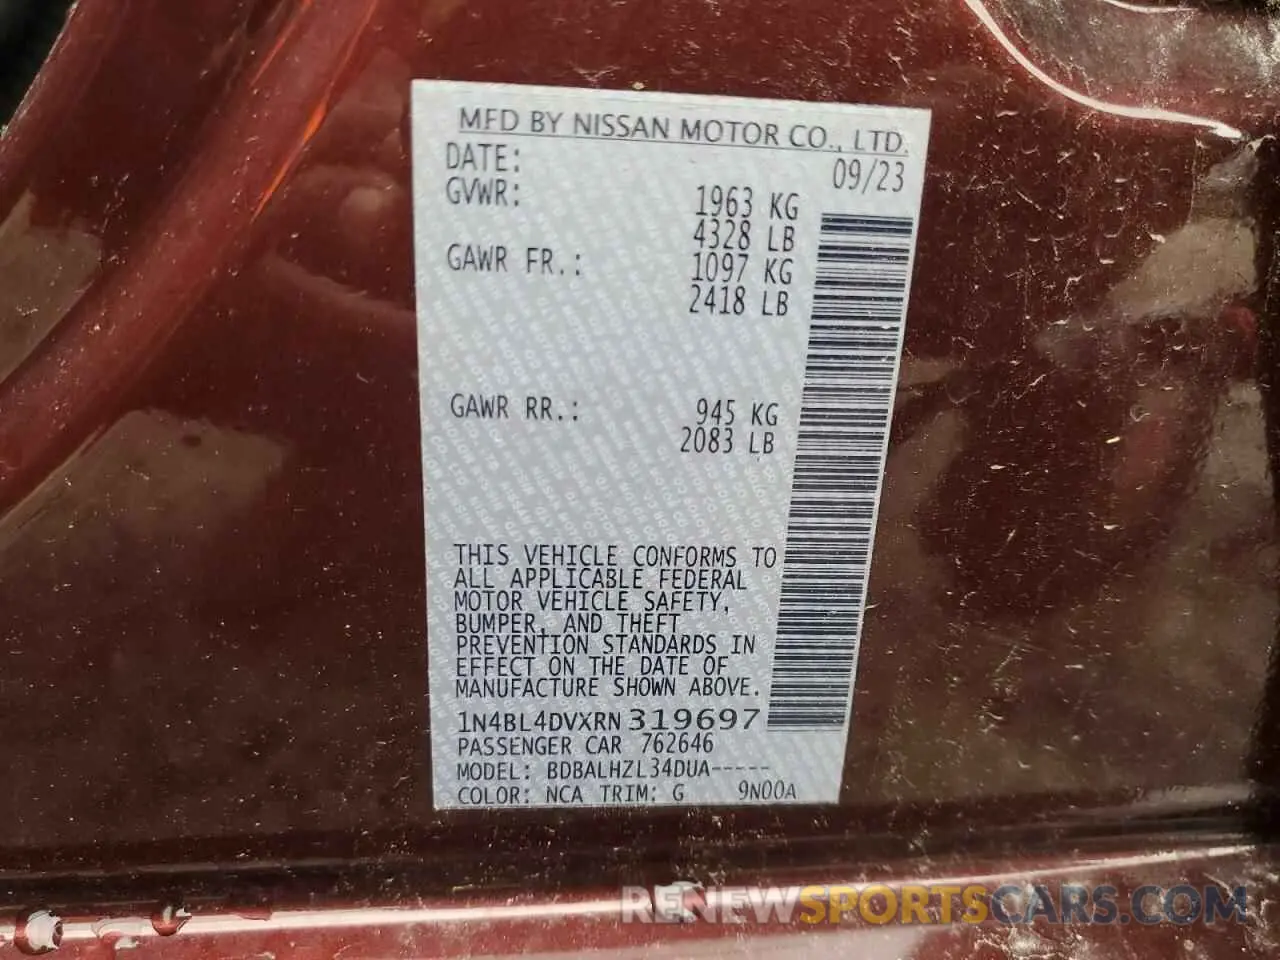 MFD BY NISSAN MOTOR CO., LTD.
DATE: 09/23
GVWR: 1963 KG
4328 LB
GAWR FR.: 1097 KG
2418 LB
GAWR RR.: 945 KG
2083 LB
THIS VEHICLE CONFORMS TO
ALL APPLICABLE FEDERAL
MOTOR VEHICLE SAFETY,
BUMPER, AND THEFT
PREVENTION STANDARDS IN
EFFECT ON THE DATE OF
MANUFACTURE SHOWN ABOVE.
1N4BL4DVXRN319697
PASSENGER CAR 762646
MODEL: BDBALHZL34DUA-----
COLOR: NCA TRIM: G 9N00A
RENEWSPORTSCARS.COM